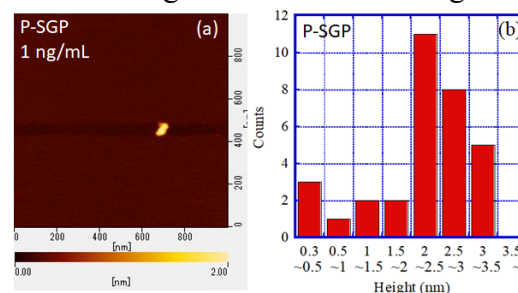 P-SGP
(a)
1 ng/mL
800
600
400
200
0
0 200 400 600 800
[nm]
0.00 2.00
[nm]
P-SGP
(b)
12
10
8
6
4
2
0
Counts
0.3 0.5 1 1.5 2 2.5 3 3.5
~0.5 ~1 ~1.5 ~2 ~2.5 ~3 ~3.5
Height (nm)